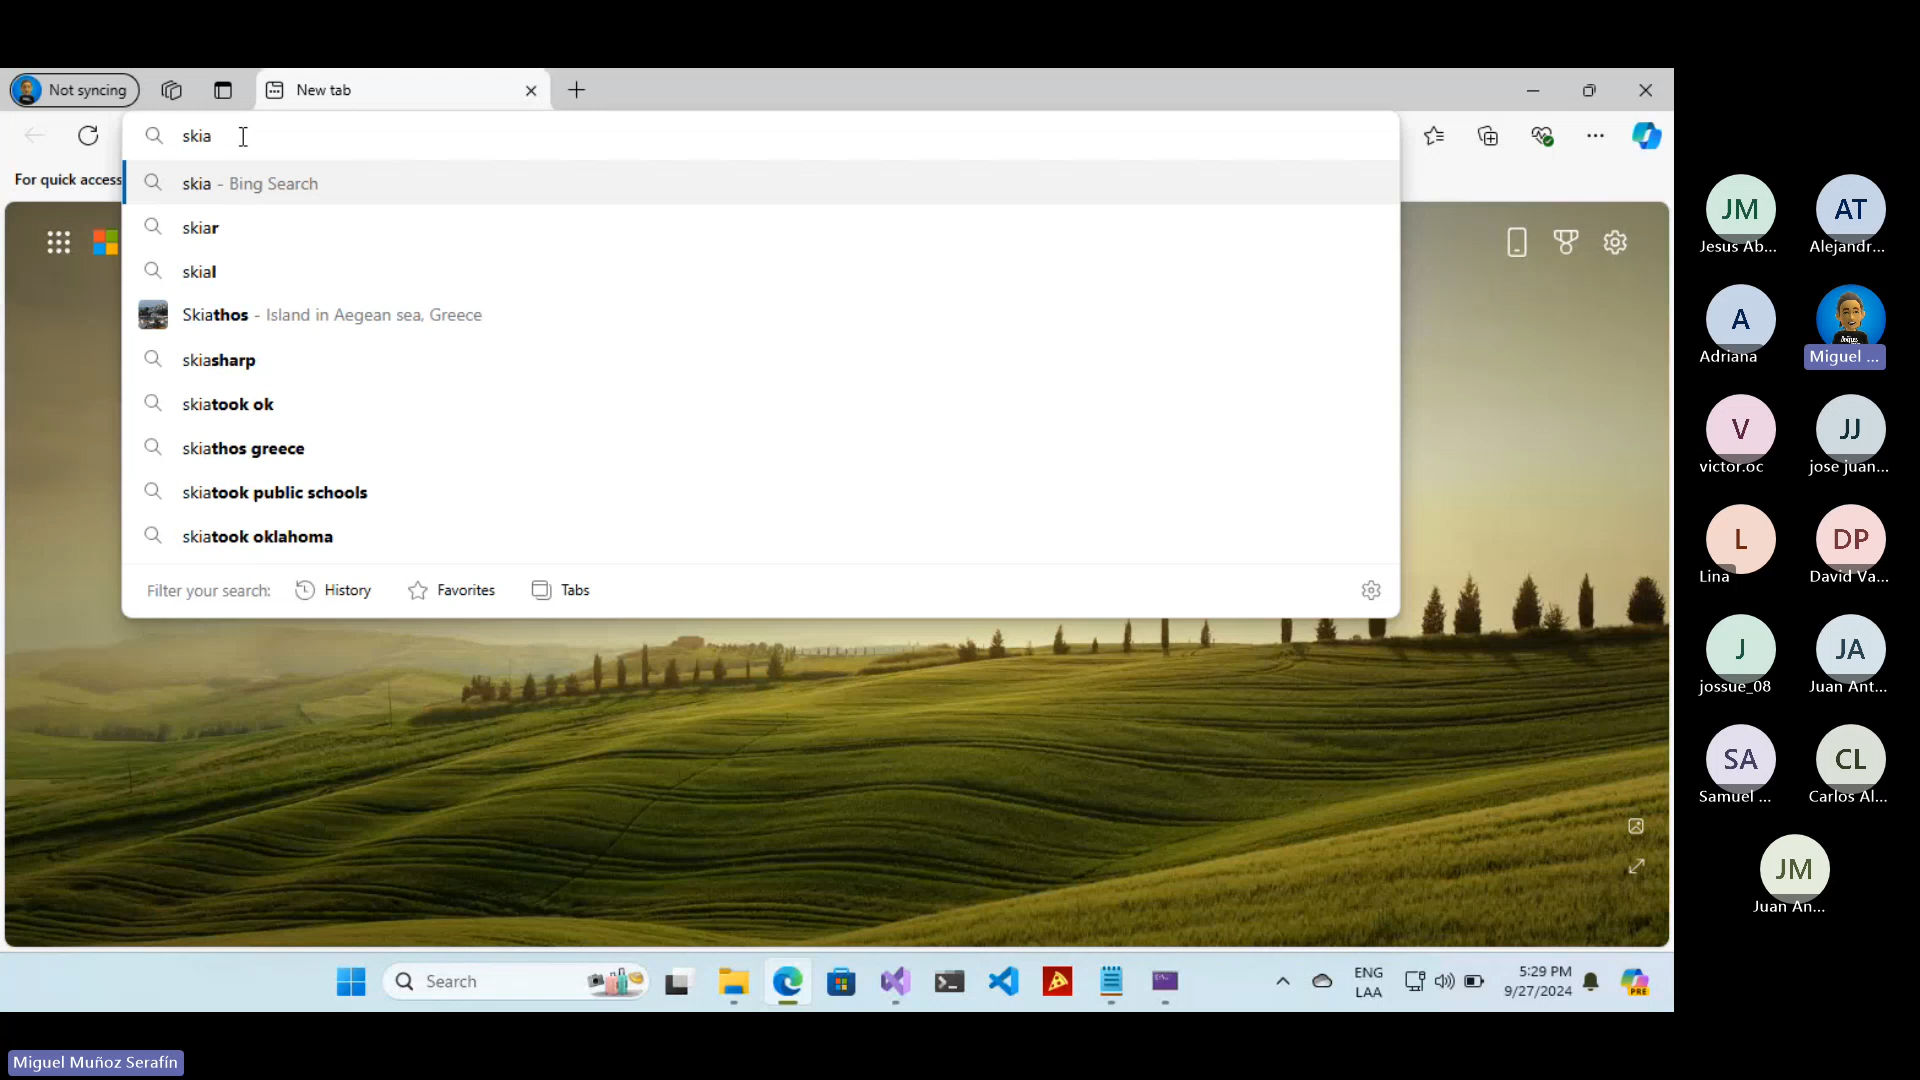 Not syncing
New tab
skia
For quick access
skia - Bing Search
skiar
skial
Skiathos - Island in Aegean sea, Greece
skiasharp
skiatook ok
skiathos greece
skiatook public schools
skiatook oklahoma
Filter your search:
History
Favorites
Tabs
JM
Jesus Ab...
AT
Alejandr...
A
Adriana
Miguel ...
V
victor.oc
JJ
jose juan...
L
Lina
DP
David Va...
J
jossue_08
JA
Juan Ant...
SA
Samuel ...
CL
Carlos Al...
JM
Juan An...
Search
ENG
LAA
5:29 PM
9/27/2024
PRE
Miguel Muñoz Serafín